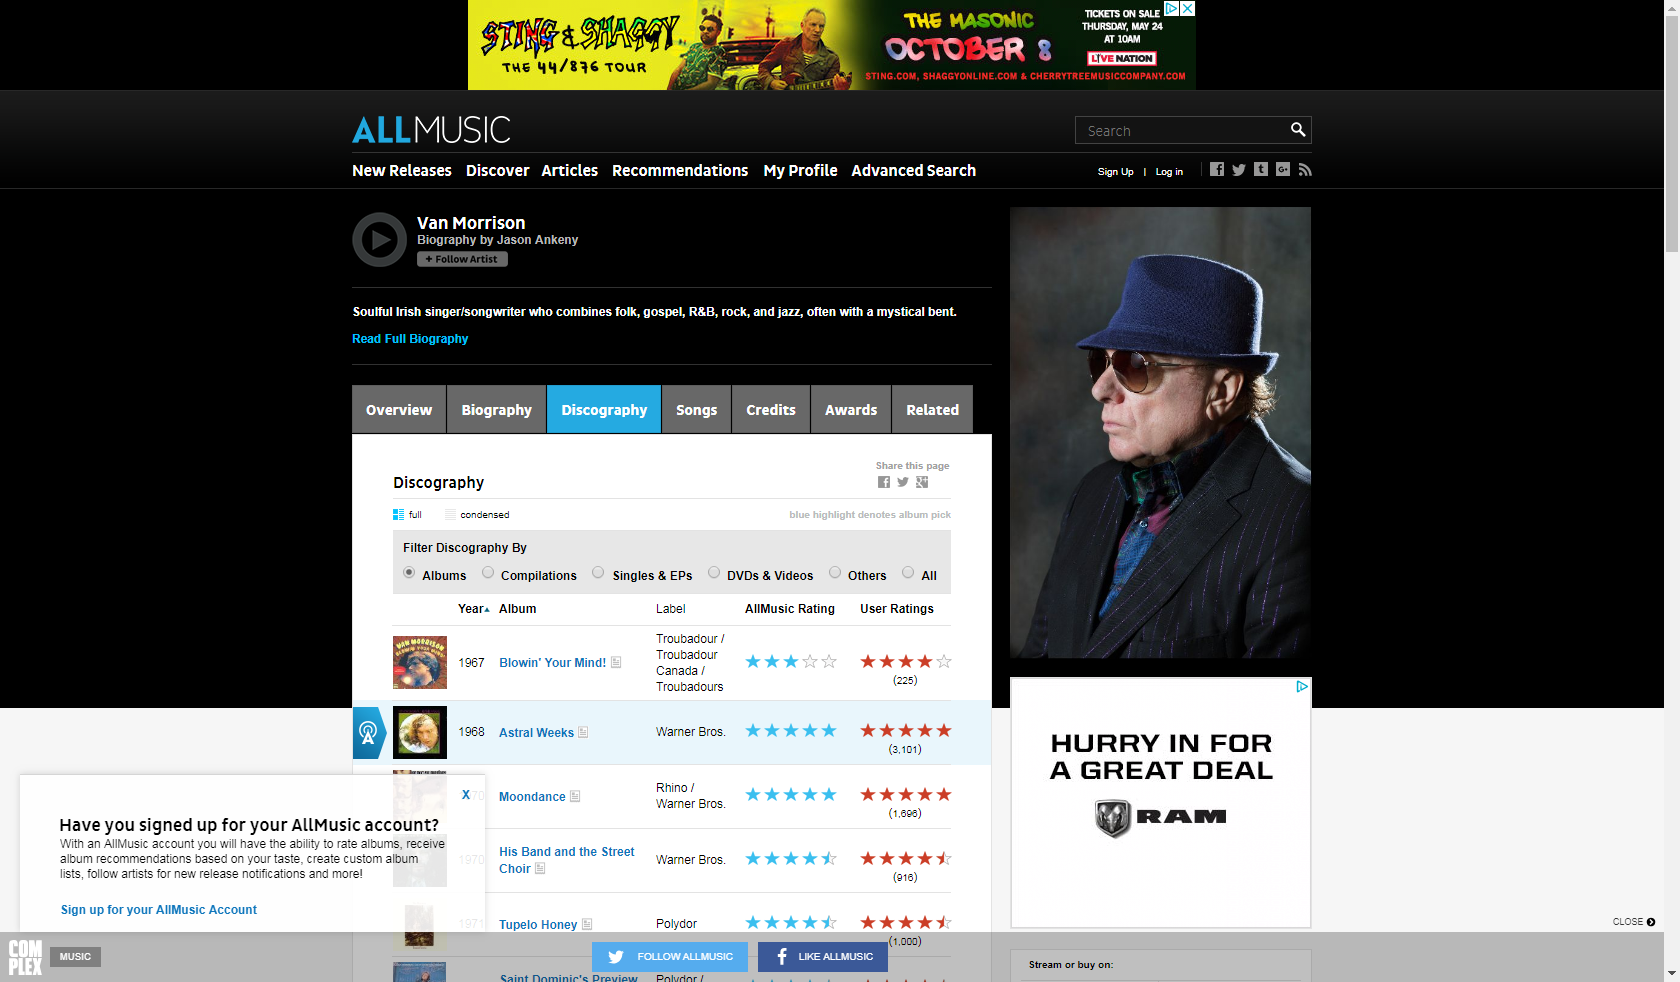 STING & SHAGGY
THE 44/876 TOUR
THE MASONIC
OCTOBER 8
TICKETS ON SALE
THURSDAY, MAY 24
AT 10AM
LIVE NATION
STING.COM, SHAGGYONLINE.COM & CHERRYTREEMUSICCOMPANY.COM
ALLMUSIC
Search
New Releases Discover Articles Recommendations My Profile Advanced Search
Sign Up | Log in
Van Morrison
Biography by Jason Ankeny
+ Follow Artist
Soulful Irish singer/songwriter who combines folk, gospel, R&B, rock, and jazz, often with a mystical bent.
Read Full Biography
Overview Biography Discography Songs Credits Awards Related
Share this page
Discography
full condensed
blue highlight denotes album pick
Filter Discography By
Albums Compilations Singles & EPs DVDs & Videos Others All
Year Album Label AllMusic Rating User Ratings
VAN MORRISON
BLOWIN' YOUR MIND!
1967 Blowin' Your Mind!
Troubadour /
Troubadour
Canada /
Troubadours
(225)
1968 Astral Weeks Warner Bros.
(3,101)
1970 Moondance
Rhino /
Warner Bros.
(1,696)
1970 His Band and the Street
Choir
Warner Bros.
(916)
1971 Tupelo Honey Polydor
(1,000)
Saint Dominic's Preview Polydor /
X
Have you signed up for your AllMusic account?
With an AllMusic account you will have the ability to rate albums, receive
album recommendations based on your taste, create custom album
lists, follow artists for new release notifications and more!
Sign up for your AllMusic Account
HURRY IN FOR
A GREAT DEAL
RAM
CLOSE
COM
PLEX
MUSIC
FOLLOW ALLMUSIC
LIKE ALLMUSIC
Stream or buy on: